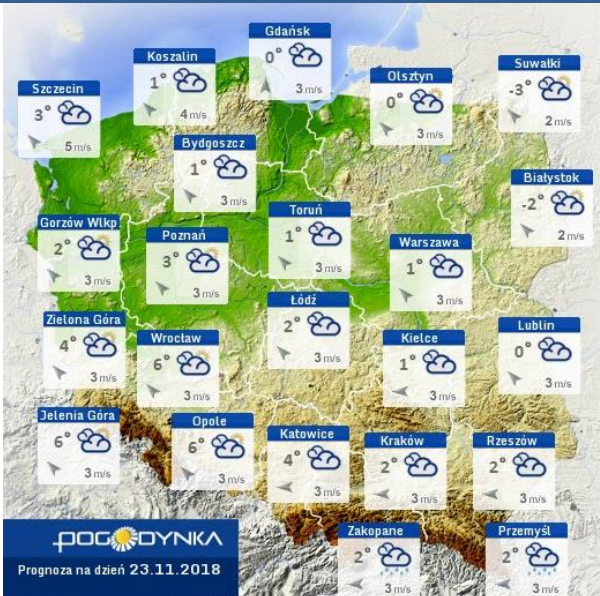 Gdańsk
0°
3 m/s
Koszalin
1°
4 m/s
Suwałki
-3°
2 m/s
Olsztyn
0°
3 m/s
Szczecin
3°
5 m/s
Bydgoszcz
1°
3 m/s
Białystok
-2°
2 m/s
Toruń
1°
3 m/s
Gorzów Wlkp.
2°
3 m/s
Poznań
3°
3 m/s
Warszawa
1°
3 m/s
Łódź
2°
3 m/s
Zielona Góra
4°
3 m/s
Wrocław
6°
3 m/s
Kielce
1°
3 m/s
Lublin
0°
3 m/s
Jelenia Góra
6°
3 m/s
Opole
6°
3 m/s
Katowice
4°
3 m/s
Kraków
2°
3 m/s
Rzeszów
2°
3 m/s
Zakopane
2°
3 m/s
Przemyśl
2°
3 m/s
POGODYNKA
Prognoza na dzień 23.11.2018